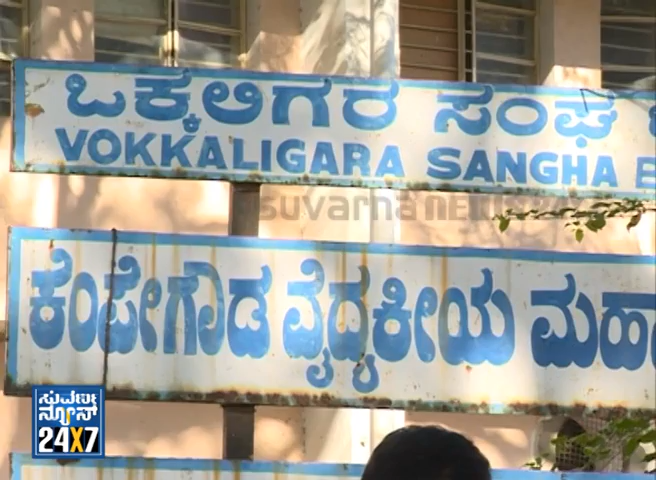 ಒಕ್ಕಲಿಗರ ಸಂಘ
VOKKALIGARA SANGHA
suvarna NEWS
ಕೆಂಪೇಗೌಡ ವೈದ್ಯಕೀಯ
ಸುವರ್ಣ
ನ್ಯೂಸ್
24X7